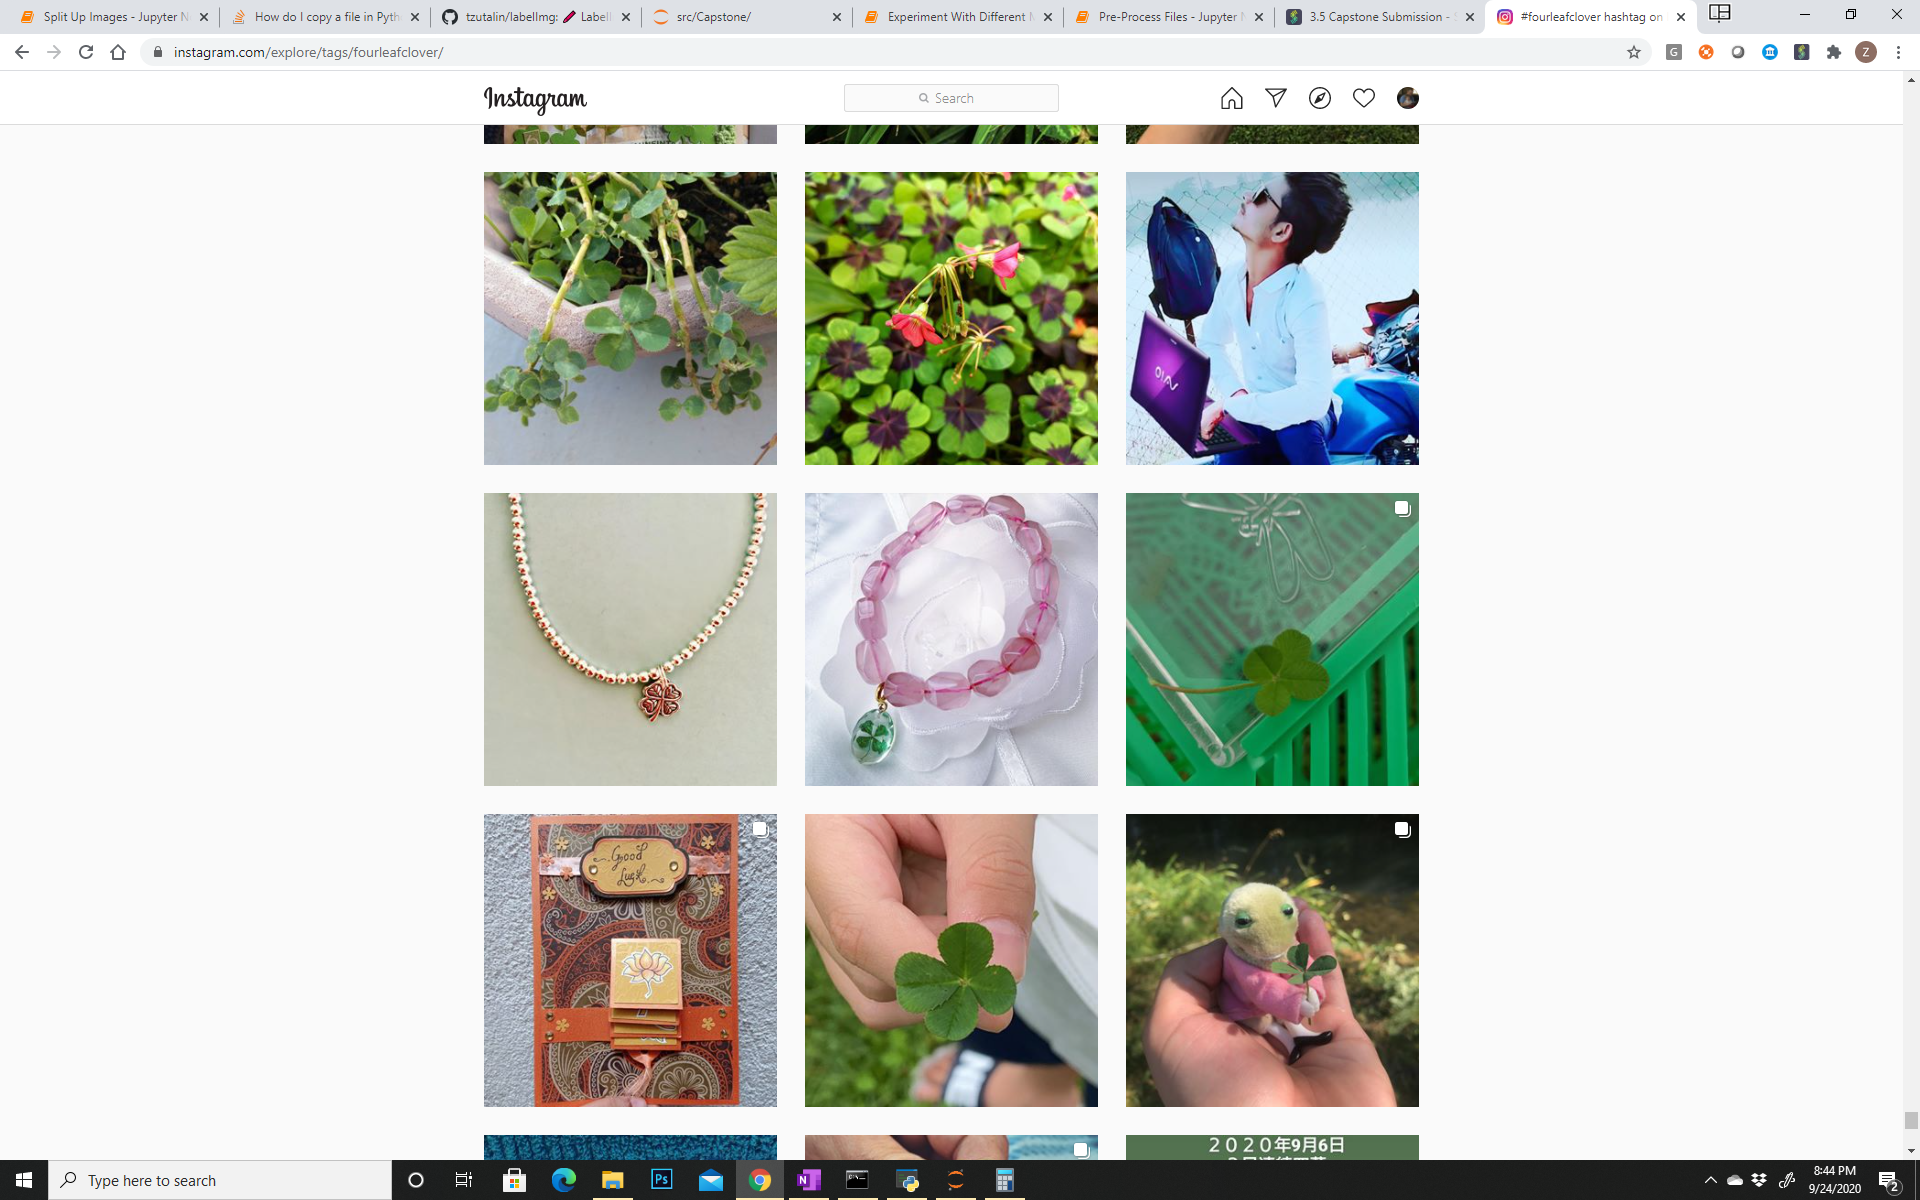 Split Up Images - Jupyter N
How do I copy a file in Pyth
tzutalin/labelImg: Labell
src/Capstone/
Experiment With Different M
Pre-Process Files - Jupyter N
3.5 Capstone Submission - S
#fourleafclover hashtag on
instagram.com/explore/tags/fourleafclover/
G
Z
Instagram
Search
VAIO
Good
Luck
2020年9月6日
Type here to search
Ps
N
8:44 PM
9/24/2020
2